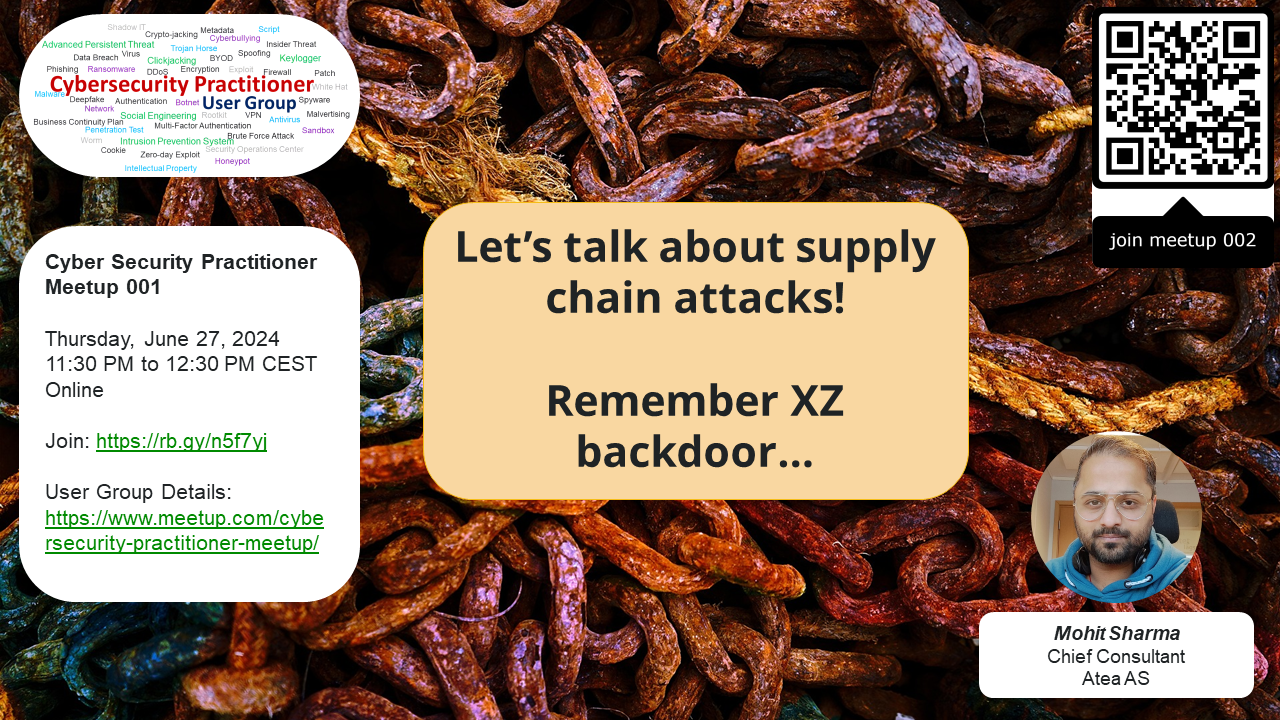 Shadow IT
Crypto-jacking
Metadata
Script
Cyberbullying
Advanced Persistent Threat
Trojan Horse
Insider Threat
Data Breach
Virus
Clickjacking
BYOD
Spoofing
Keylogger
Phishing
Ransomware
DDoS
Encryption
Exploit
Firewall
Patch
Cybersecurity Practitioner
White Hat
Malware
Deepfake
Authentication
Botnet
User Group
Spyware
Network
Business Continuity Plan
Social Engineering
Rootkit
VPN
Antivirus
Malvertising
Penetration Test
Multi-Factor Authentication
Sandbox
Worm
Intrusion Prevention System
Brute Force Attack
Cookie
Zero-day Exploit
Security Operations Center
Honeypot
Intellectual Property
join meetup 002
Cyber Security Practitioner
Meetup 001
Thursday, June 27, 2024
11:30 PM to 12:30 PM CEST
Online
Join: https://rb.gy/n5f7yj
User Group Details:
https://www.meetup.com/cybe
rsecurity-practitioner-meetup/
Let’s talk about supply
chain attacks!
Remember XZ
backdoor…
Mohit Sharma
Chief Consultant
Atea AS